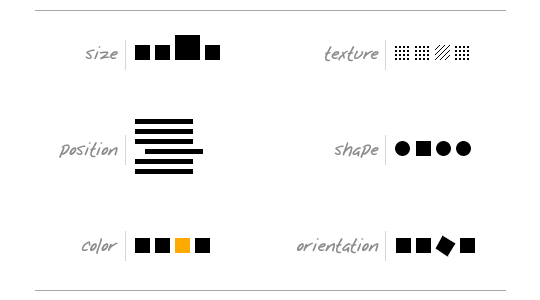 size
texture
position
shape
color
orientation